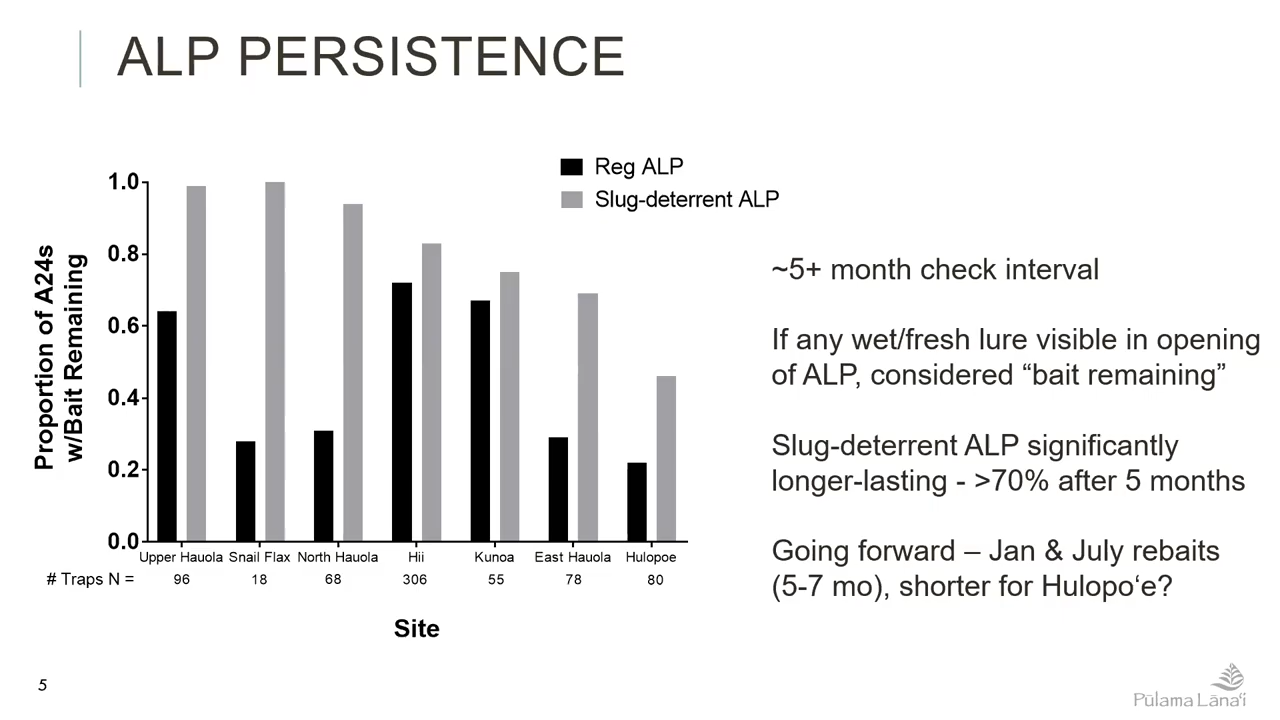 ALP PERSISTENCE
Reg ALP
Slug-deterrent ALP
Proportion of A24s
w/Bait Remaining
1.0
0.8
0.6
0.4
0.2
0.0
Upper Hauola Snail Flax North Hauola Hii Kunoa East Hauola Hulopoe
# Traps N = 96 18 68 306 55 78 80
Site
~5+ month check interval
If any wet/fresh lure visible in opening
of ALP, considered “bait remaining”
Slug-deterrent ALP significantly
longer-lasting - >70% after 5 months
Going forward – Jan & July rebaits
(5-7 mo), shorter for Hulopo‘e?
5
Pūlama Lāna‘i